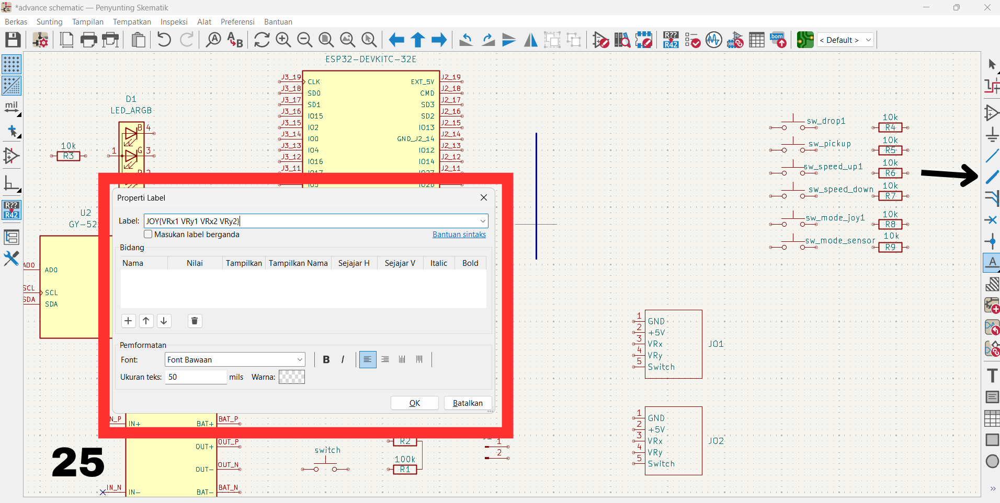 *advance schematic — Penyunting Skematik
Berkas Sunting Tampilan Tempatkan Inspeksi Alat Preferensi Bantuan
A A B R?? R42 .bom < Default >
mil
R?? R42
ESP32-DEVKITC-32E
J3_19 CLK EXT_5V J2_19
J3_18 SD0 CMD J2_18
J3_17 SD1 SD3 J2_17
J3_16 IO15 SD2 J2_16
J3_15 IO2 IO13 J2_15
J3_14 IO0 GND_J2_14 J2_14
J3_13 IO4 IO12 J2_13
J3_12 IO16 IO14 J2_12
J3_11 IO17 IO27 J2_11
IO5 IO26
D1
LED_ARGB
B 4
1 G 3
R 2
10k
R3
sw_drop1 10k R4
sw_pickup 10k R5
sw_speed_up1 10k R6
sw_speed_down 10k R7
sw_mode_joy1 10k R8
sw_mode_sensor 10k R9
U2
GY-52
AD0 AD0
SCL SCL
SDA SDA
Properti Label
Label: JOY{VRx1 VRy1 VRx2 VRy2}
Masukan label berganda Bantuan sintaks
Bidang
Nama Nilai Tampilkan Tampilkan Nama Sejajar H Sejajar V Italic Bold
Pemformatan
Font: Font Bawaan B I
Ukuran teks: 50 mils Warna:
OK Batalkan
1 GND
2 +5V
3 VRx
4 VRy
5 Switch
JO1
1 GND
2 +5V
3 VRx
4 VRy
5 Switch
JO2
N_P IN+ BAT+ BAT_P
OUT+ OUT_P
OUT- OUT_N
IN_N IN- BAT- BAT_N
switch
R2
100k
R1
1
2
25
A
T